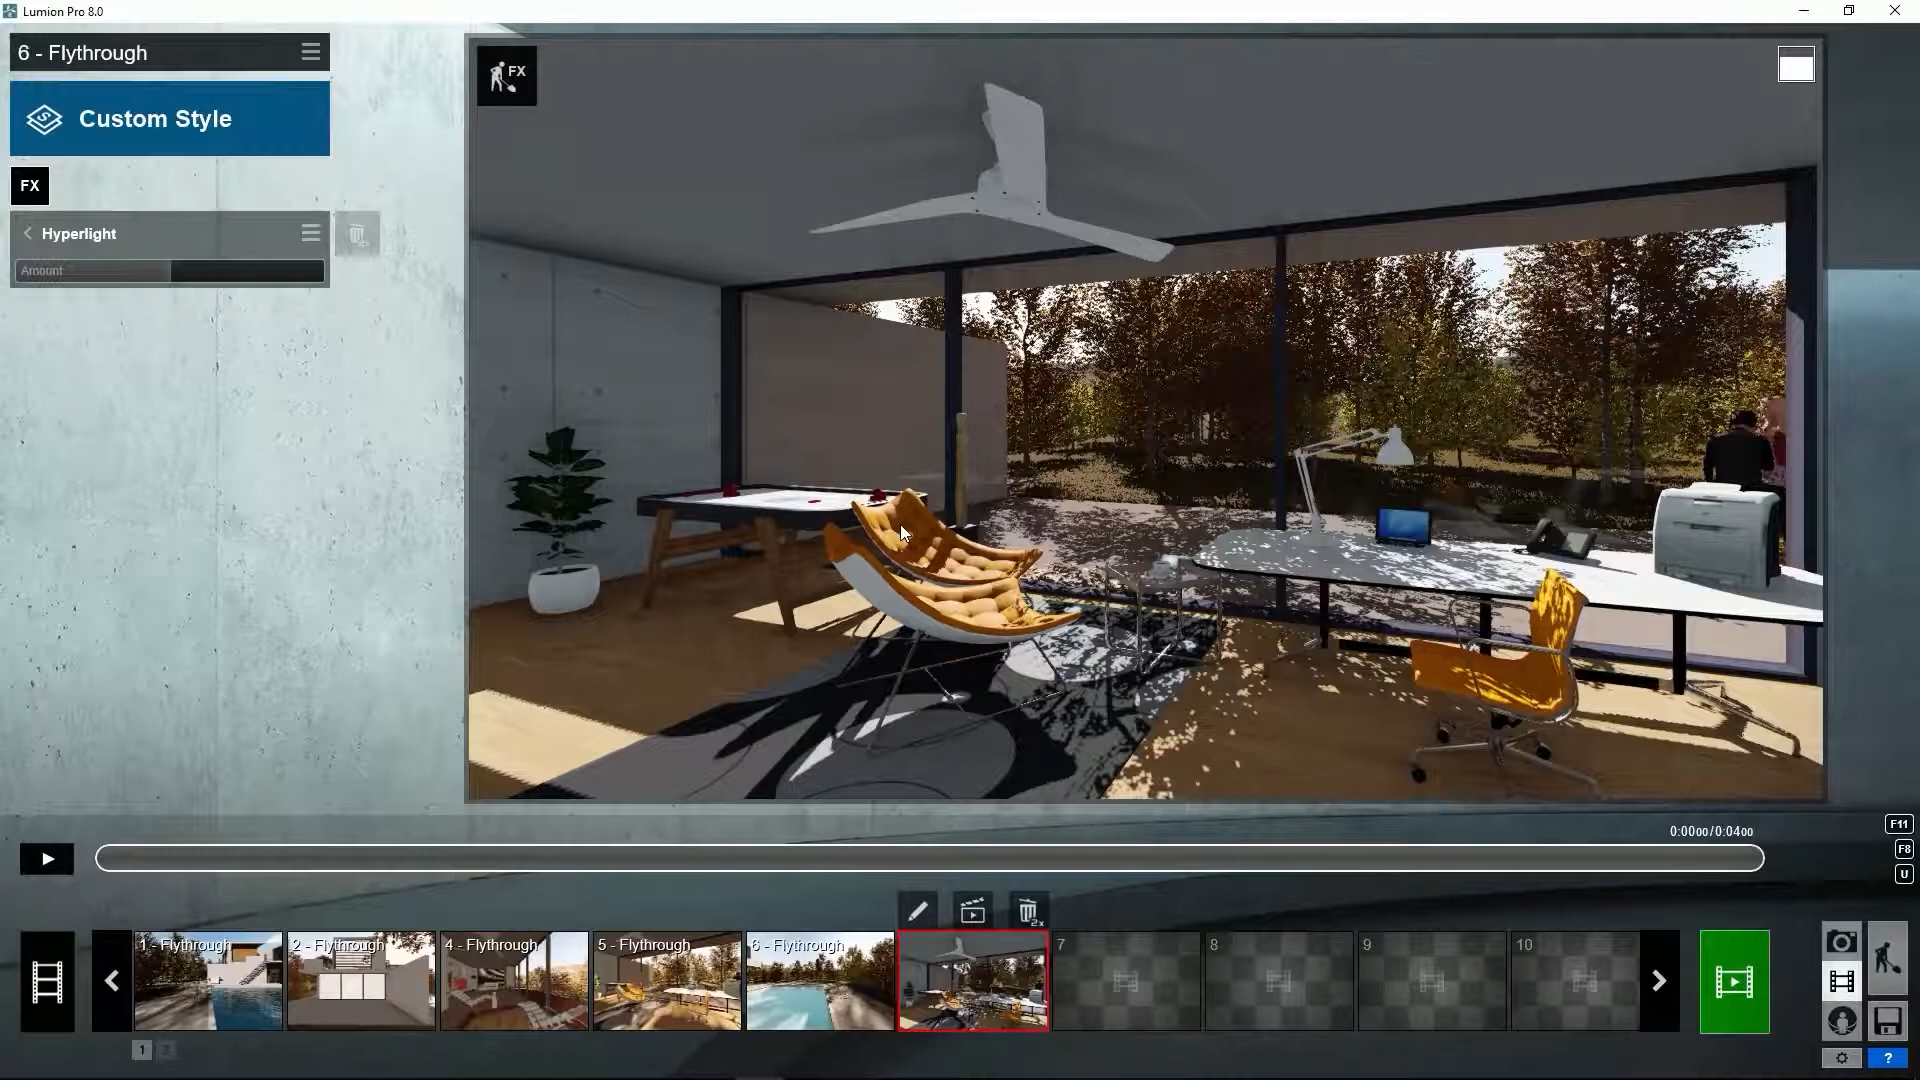 Lumion Pro 8.0
6 - Flythrough
FX
Custom Style
FX
Hyperlight
Amount
0:0000/0:0400
F11
F8
U
2x
1 - Flythrough
2 - Flythrough
4 - Flythrough
5 - Flythrough
6 - Flythrough
7
8
9
10
1
?